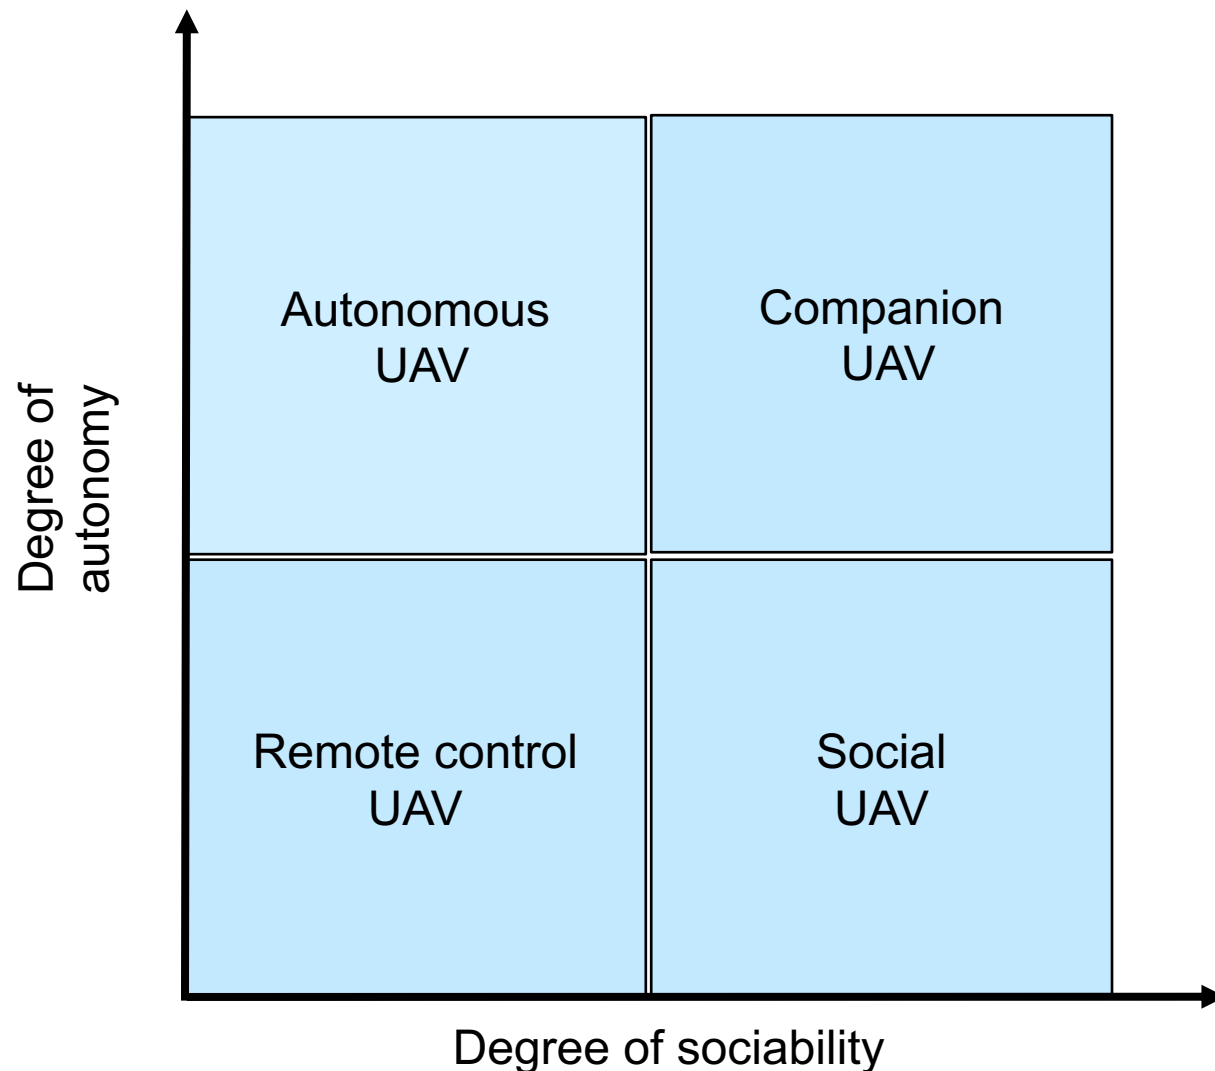 Autonomous
UAV
Companion
UAV
Degree of
autonomy
Remote control
UAV
Social
UAV
Degree of sociability